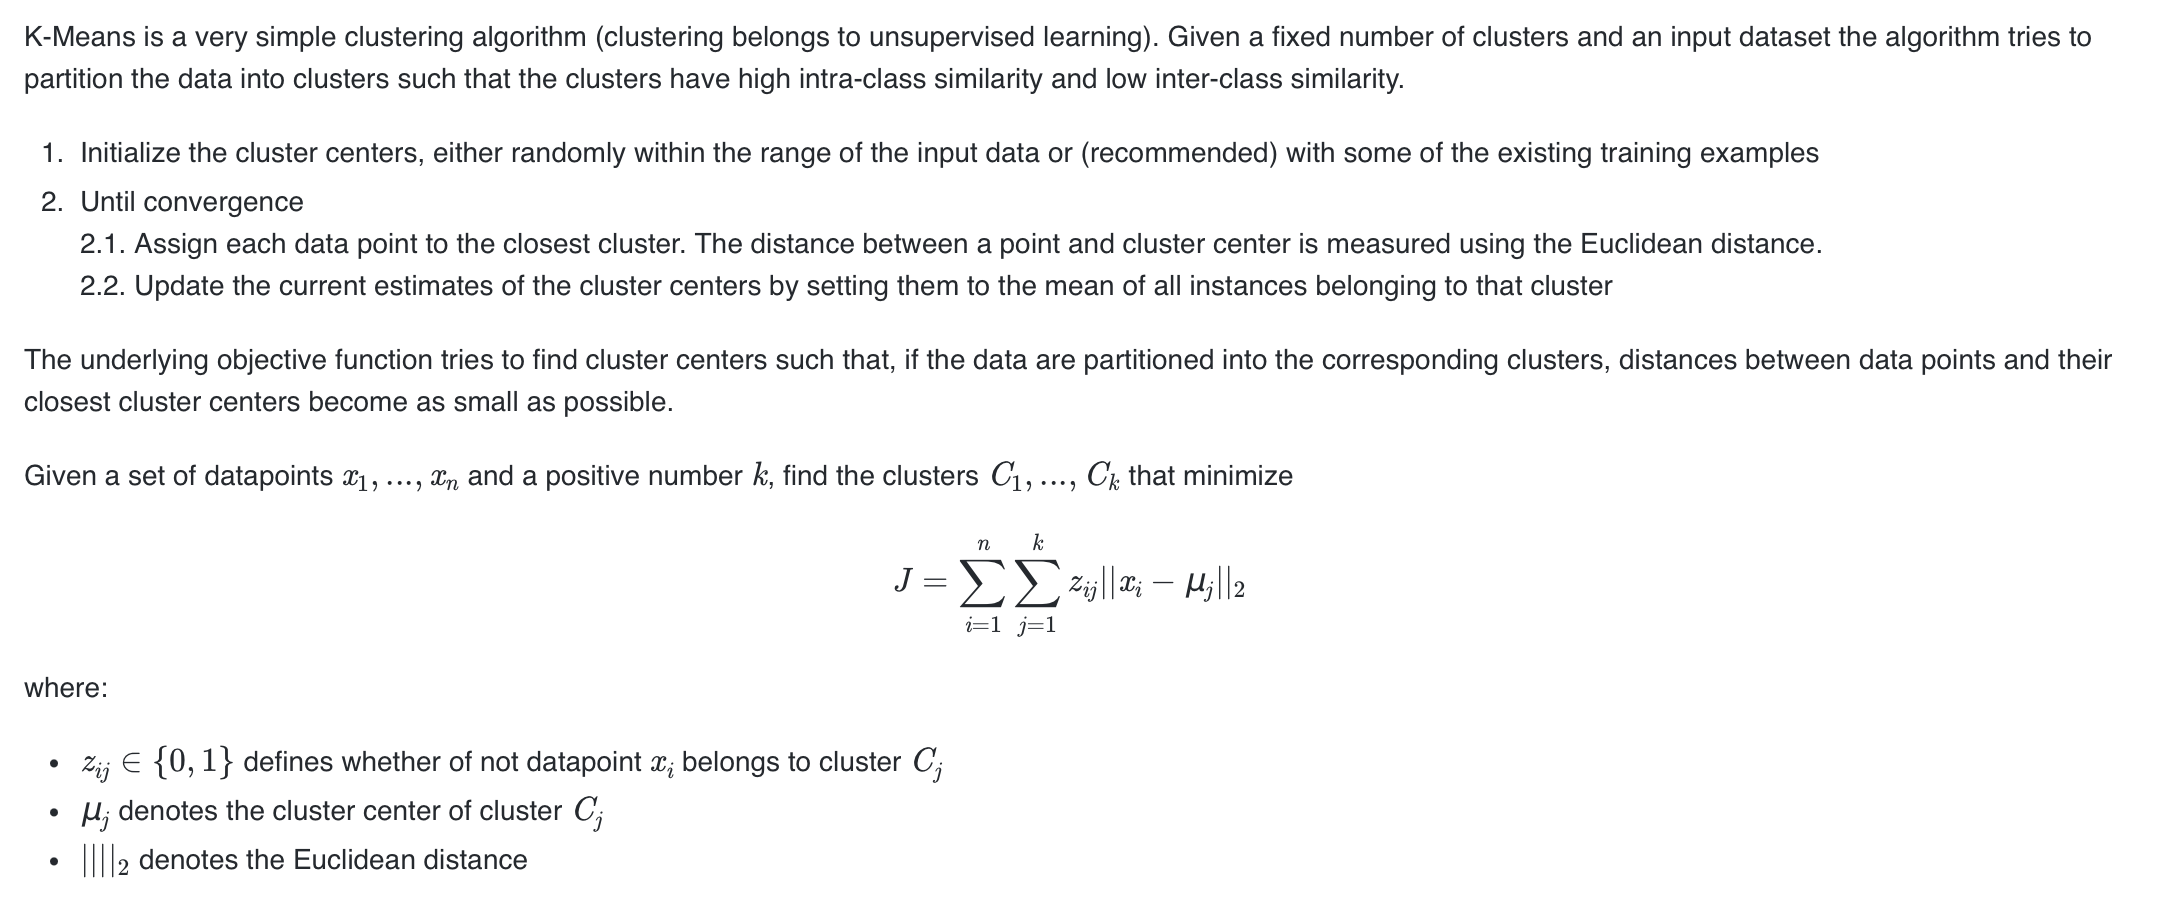 K-Means is a very simple clustering algorithm (clustering belongs to unsupervised learning). Given a fixed number of clusters and an input dataset the algorithm tries to
partition the data into clusters such that the clusters have high intra-class similarity and low inter-class similarity.
1. Initialize the cluster centers, either randomly within the range of the input data or (recommended) with some of the existing training examples
2. Until convergence
2.1. Assign each data point to the closest cluster. The distance between a point and cluster center is measured using the Euclidean distance.
2.2. Update the current estimates of the cluster centers by setting them to the mean of all instances belonging to that cluster
The underlying objective function tries to find cluster centers such that, if the data are partitioned into the corresponding clusters, distances between data points and their
closest cluster centers become as small as possible.
Given a set of datapoints $x_1, ..., x_n$ and a positive number $k$, find the clusters $C_1, ..., C_k$ that minimize
$J = \sum_{i=1}^{n} \sum_{j=1}^{k} z_{ij} ||x_i - \mu_j||_2$
where:
• $z_{ij} \in \{0, 1\}$ defines whether of not datapoint $x_i$ belongs to cluster $C_j$
• $\mu_j$ denotes the cluster center of cluster $C_j$
• $||||_2$ denotes the Euclidean distance